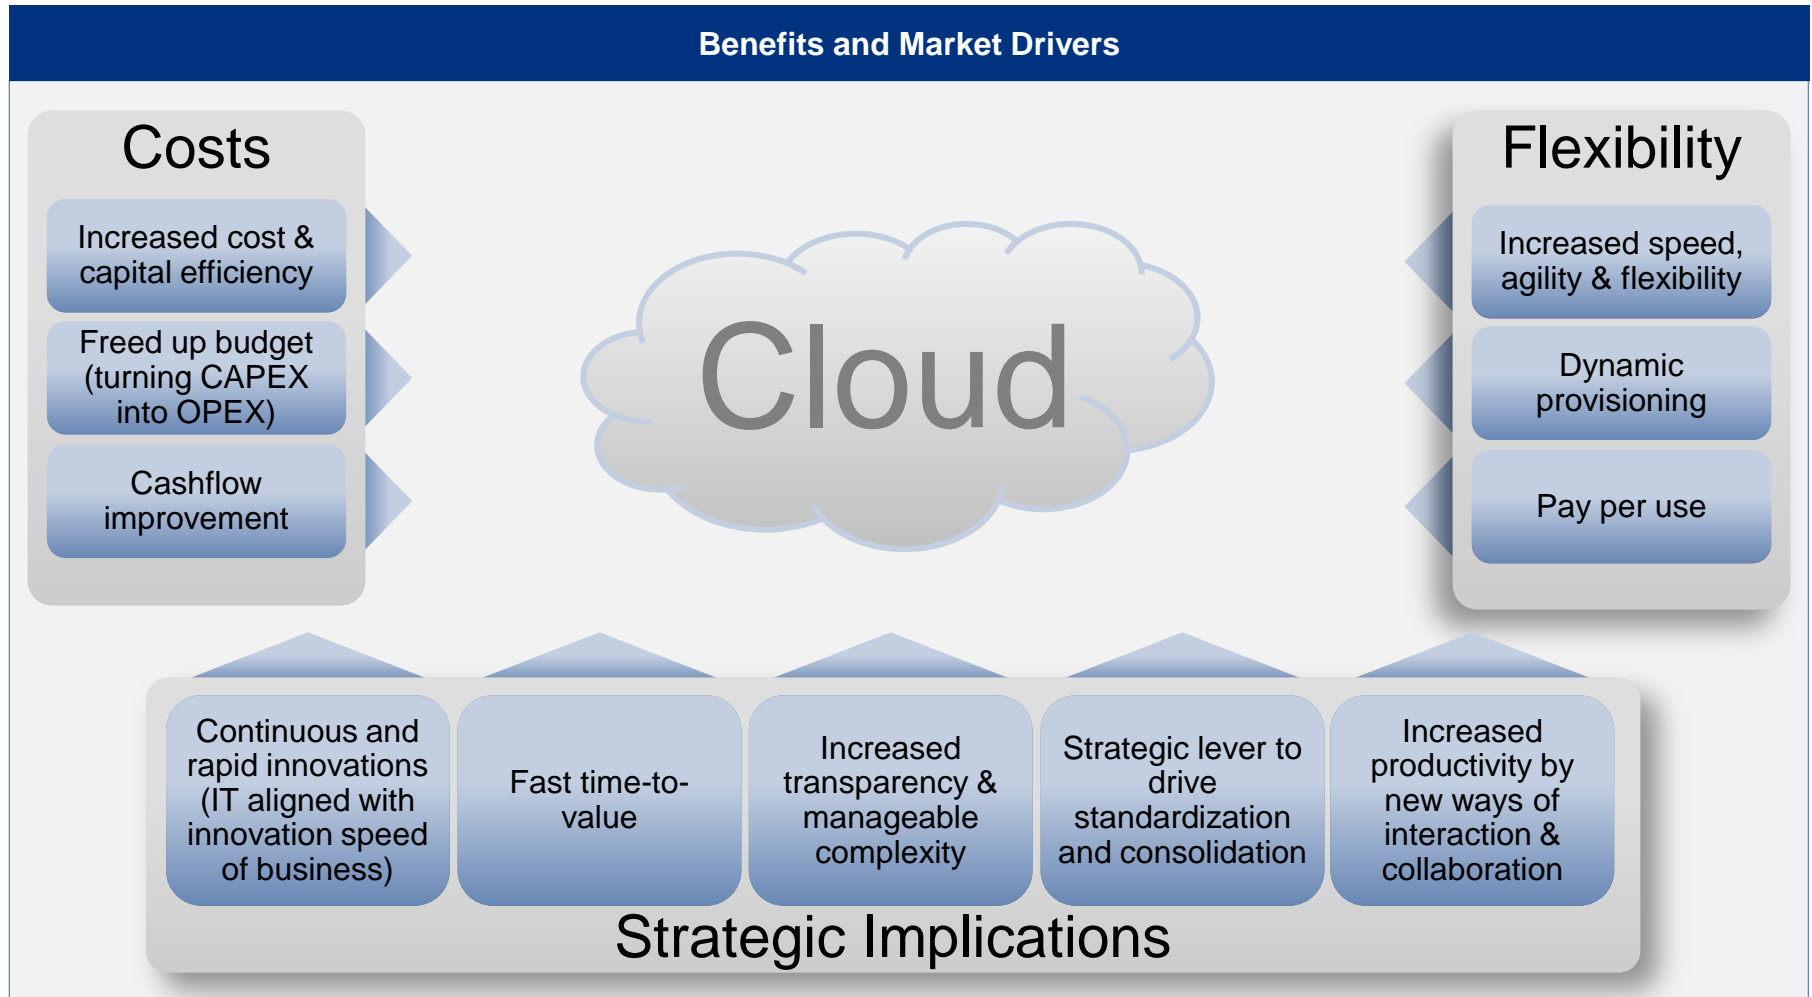 Benefits and Market Drivers
Costs
Increased cost &
capital efficiency
Freed up budget
(turning CAPEX
into OPEX)
Cashflow
improvement
Cloud
Flexibility
Increased speed,
agility & flexibility
Dynamic
provisioning
Pay per use
Continuous and
rapid innovations
(IT aligned with
innovation speed
of business)
Fast time-to-
value
Increased
transparency &
manageable
complexity
Strategic lever to
drive
standardization
and consolidation
Increased
productivity by
new ways of
interaction &
collaboration
Strategic Implications